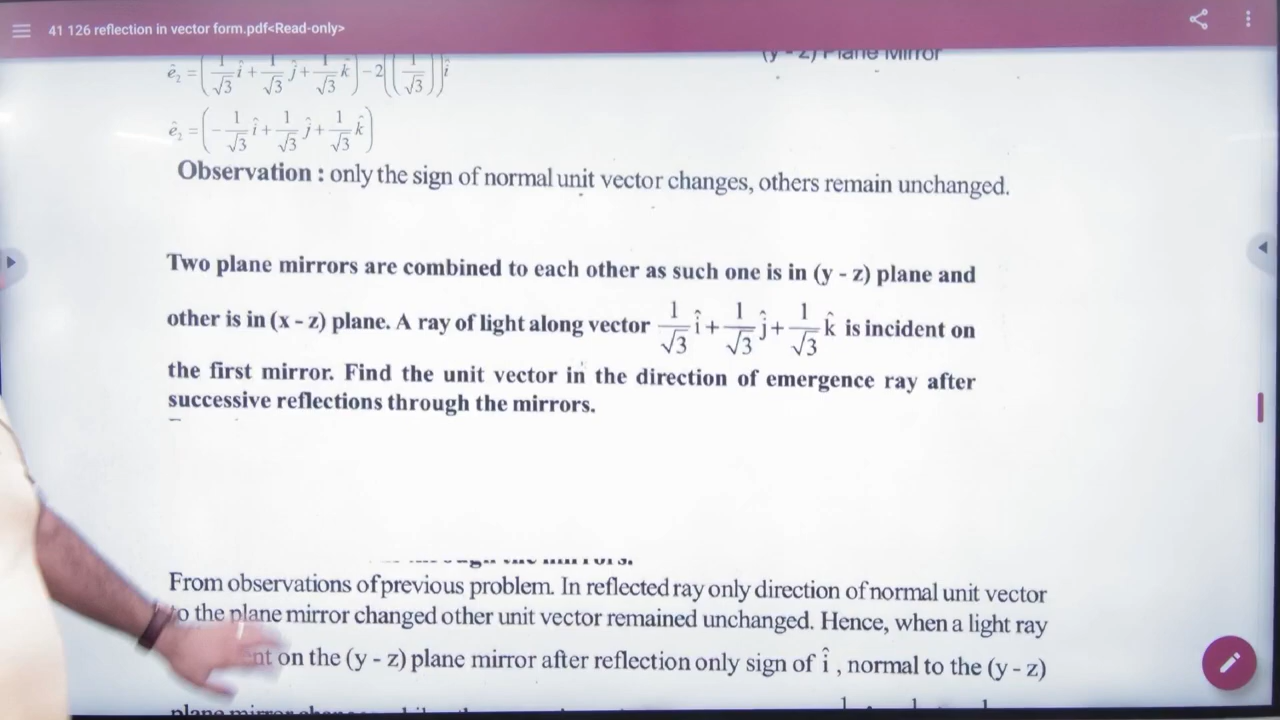 41 126 reflection in vector form.pdf<Read-only>
(y - z) Plane Mirror
ê₂ = (1/√3 î + 1/√3 ĵ + 1/√3 k̂) − 2((1/√3)) î
ê₂ = (− 1/√3 î + 1/√3 ĵ + 1/√3 k̂)
Observation : only the sign of normal unit vector changes, others remain unchanged.
Two plane mirrors are combined to each other as such one is in (y - z) plane and
other is in (x - z) plane. A ray of light along vector 1/√3 î + 1/√3 ĵ + 1/√3 k̂ is incident on
the first mirror. Find the unit vector in the direction of emergence ray after
successive reflections through the mirrors.
the mirrors.
From observations of previous problem. In reflected ray only direction of normal unit vector
to the plane mirror changed other unit vector remained unchanged. Hence, when a light ray
on the (y - z) plane mirror after reflection only sign of î , normal to the (y - z)
plane mirror